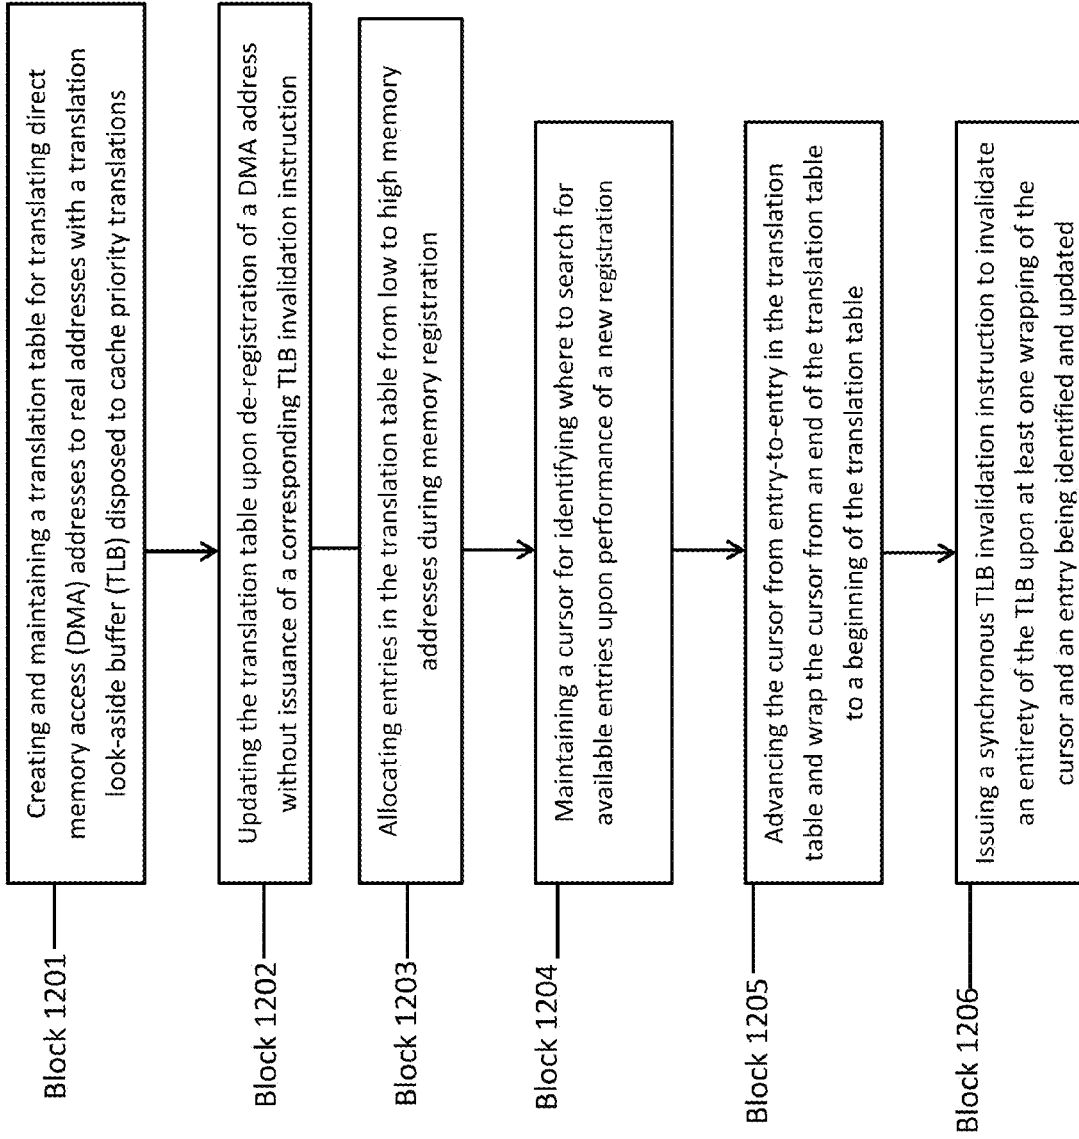 Block 1201
Creating and maintaining a translation table for translating direct
memory access (DMA) addresses to real addresses with a translation
look-aside buffer (TLB) disposed to cache priority translations
Block 1202
Updating the translation table upon de-registration of a DMA address
without issuance of a corresponding TLB invalidation instruction
Block 1203
Allocating entries in the translation table from low to high memory
addresses during memory registration
Block 1204
Maintaining a cursor for identifying where to search for
available entries upon performance of a new registration
Block 1205
Advancing the cursor from entry-to-entry in the translation
table and wrap the cursor from an end of the translation table
to a beginning of the translation table
Block 1206
Issuing a synchronous TLB invalidation instruction to invalidate
an entirety of the TLB upon at least one wrapping of the
cursor and an entry being identified and updated